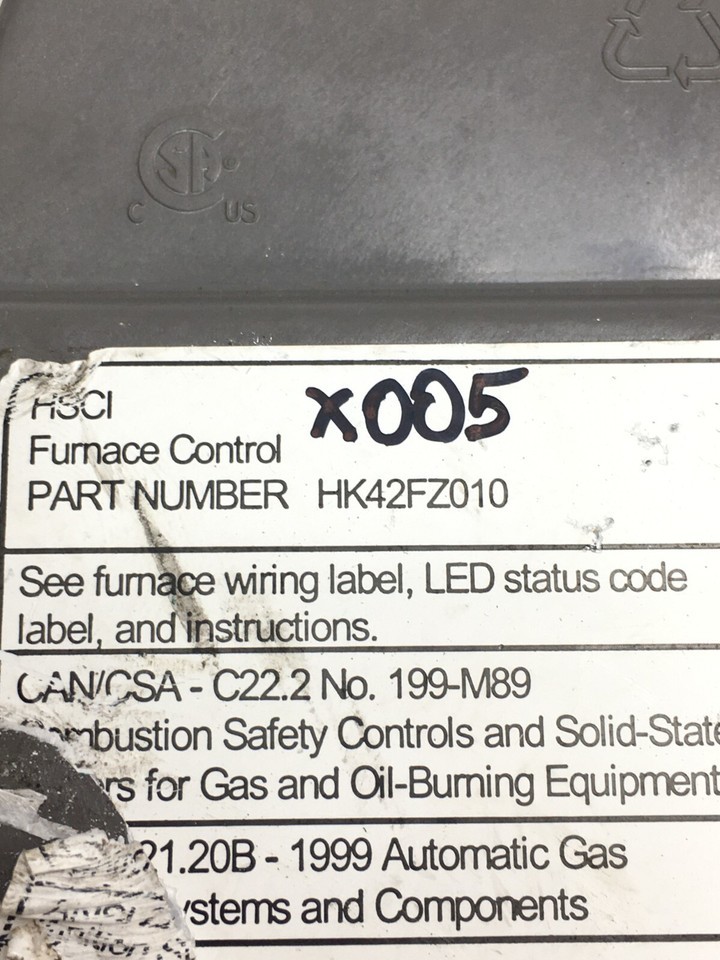 SA
C US
HSCI
x005
Furnace Control
PART NUMBER HK42FZ010
See furnace wiring label, LED status code
label, and instructions.
CAN/CSA - C22.2 No. 199-M89
Combustion Safety Controls and Solid-State
for Gas and Oil-Burning Equipment
21.20B - 1999 Automatic Gas
Systems and Components